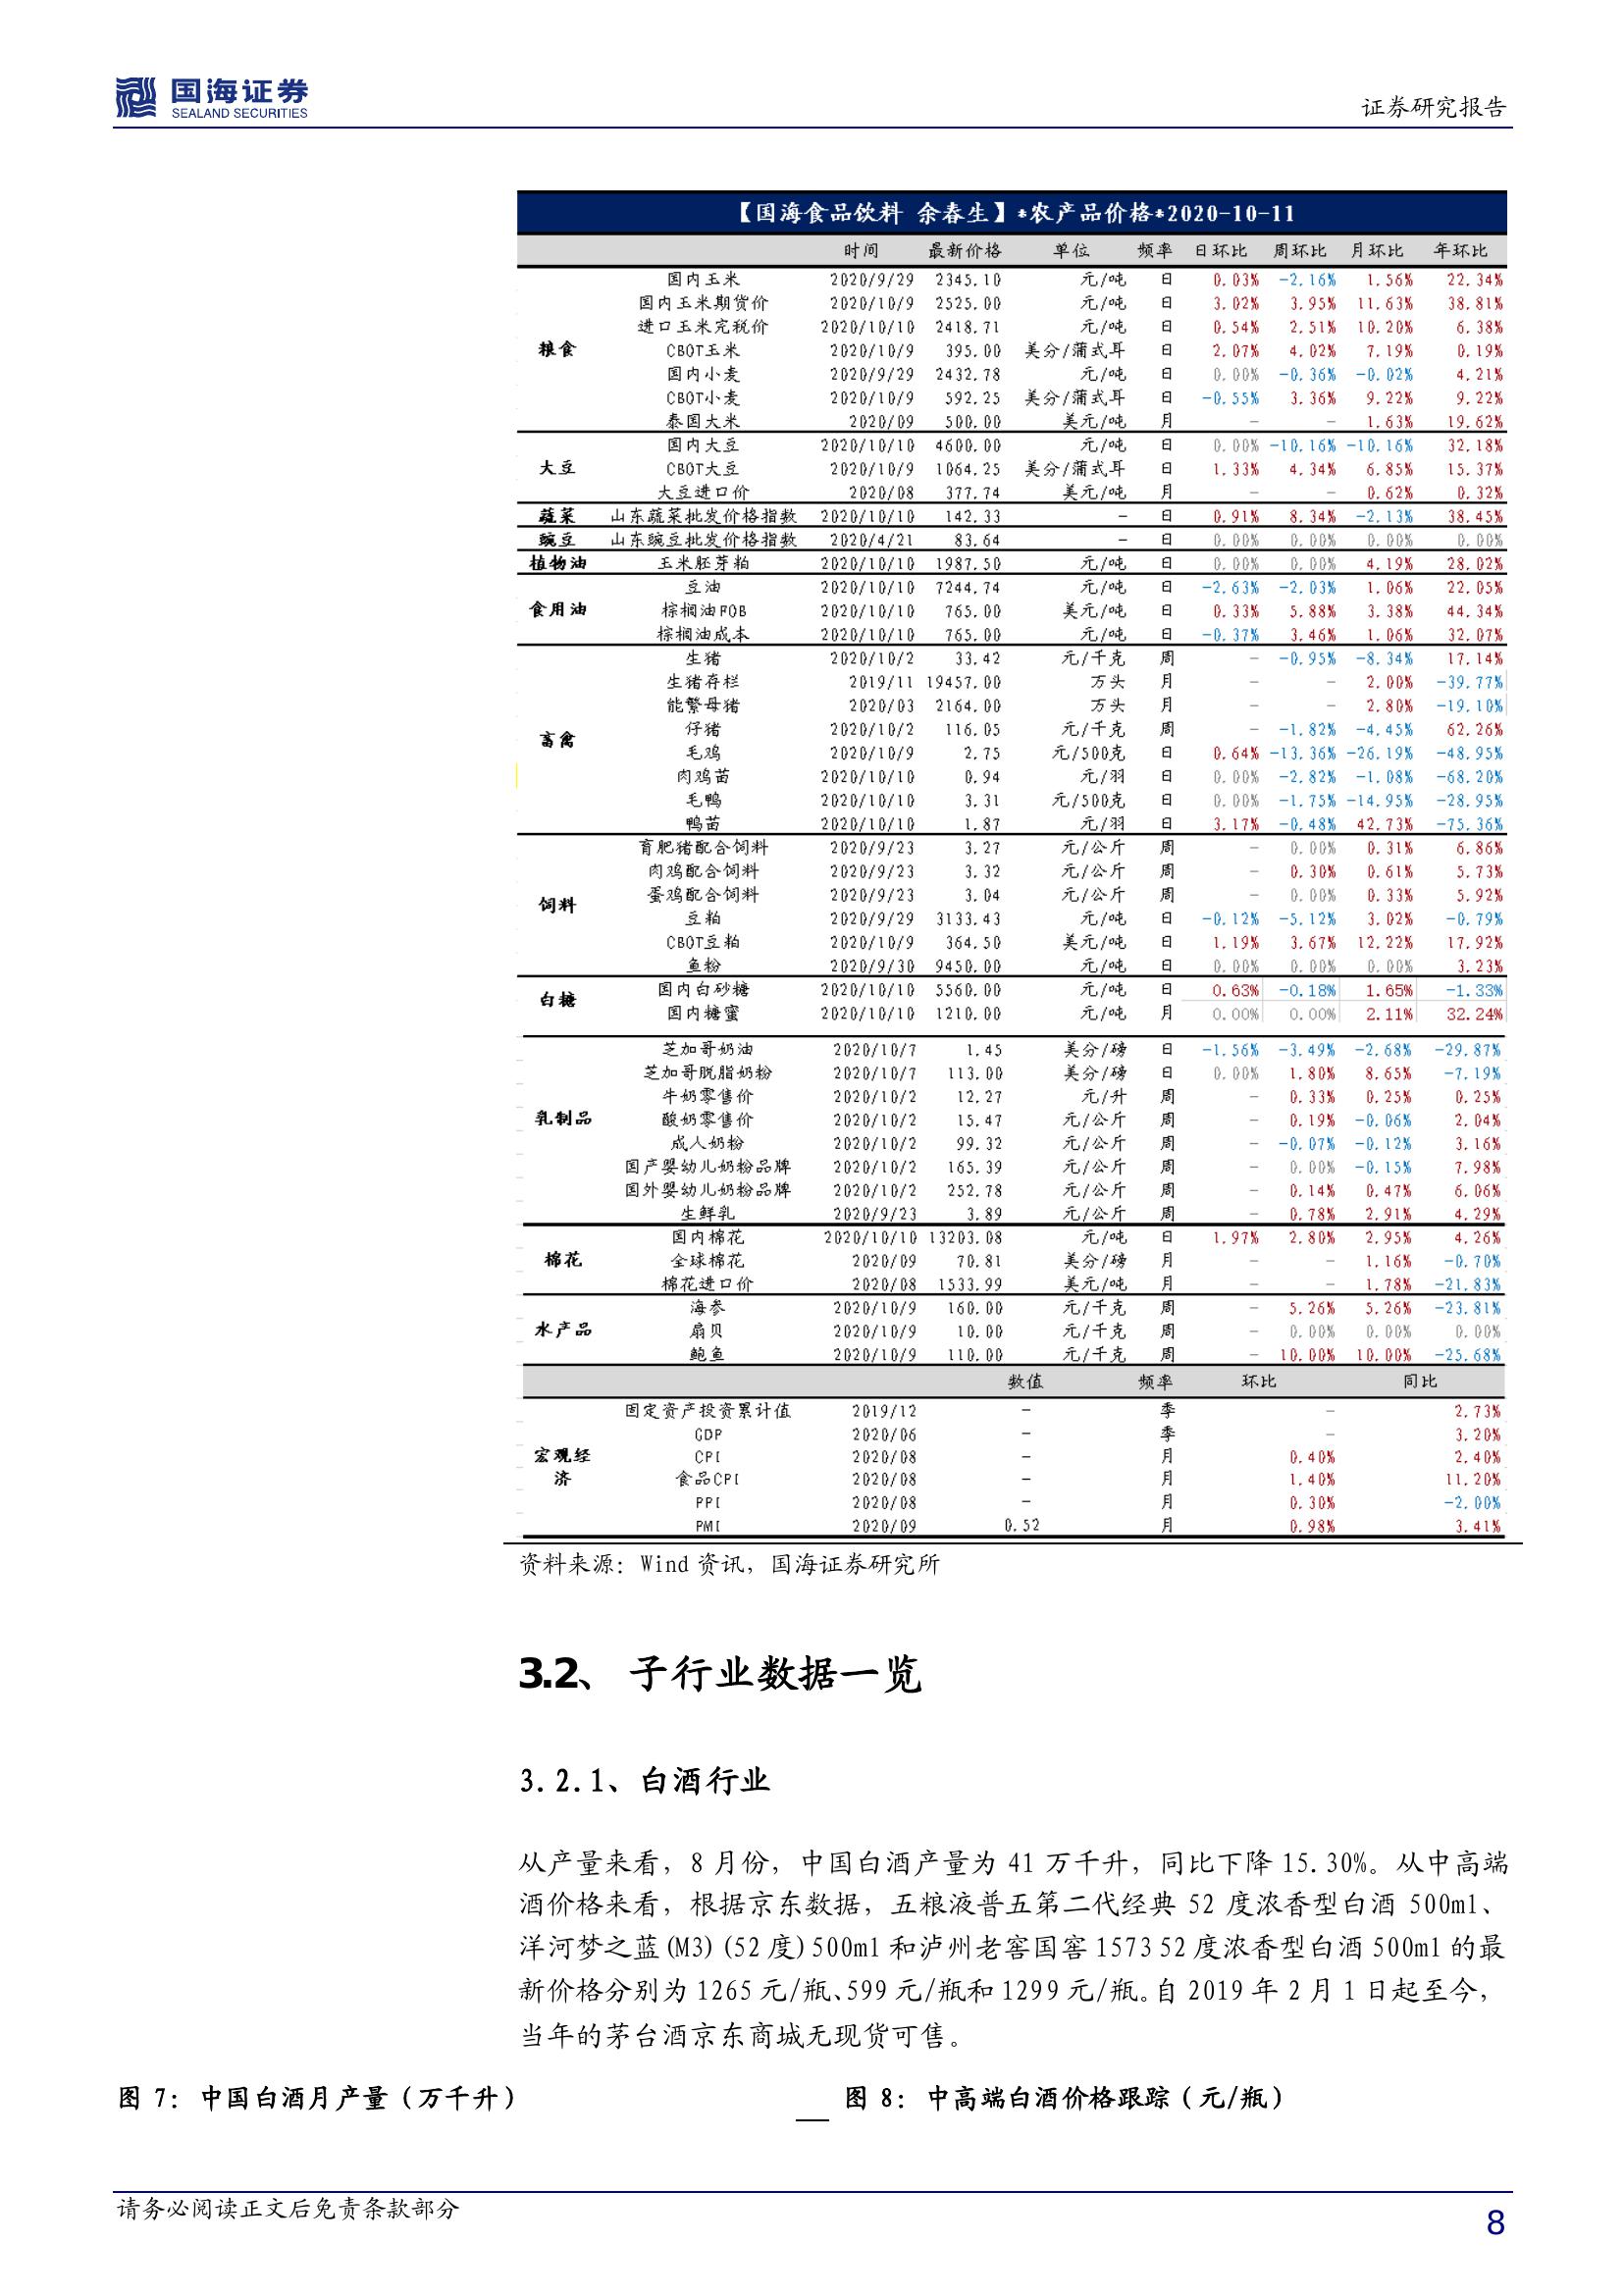 国海证券
SEALAND SECURITIES
证券研究报告
【国海食品饮料 余春生】*农产品价格*2020-10-11
时间 最新价格 单位 频率 日环比 周环比 月环比 年环比
粮食
国内玉米 2020/9/29 2345.10 元/吨 日 0.03% -2.16% 1.56% 22.34%
国内玉米期货价 2020/10/9 2525.00 元/吨 日 3.02% 3.95% 11.63% 38.81%
进口玉米完税价 2020/10/10 2418.71 元/吨 日 0.54% 2.51% 10.20% 6.38%
CBOT玉米 2020/10/9 395.00 美分/蒲式耳 日 2.07% 4.02% 7.19% 0.19%
国内小麦 2020/9/29 2432.78 元/吨 日 0.00% -0.36% -0.02% 4.21%
CBOT小麦 2020/10/9 592.25 美分/蒲式耳 日 -0.55% 3.36% 9.22% 9.22%
泰国大米 2020/09 500.00 美元/吨 月 - - 1.63% 19.62%
大豆
国内大豆 2020/10/10 4600.00 元/吨 日 0.00% -10.16% -10.16% 32.18%
CBOT大豆 2020/10/9 1064.25 美分/蒲式耳 日 1.33% 4.34% 6.85% 15.37%
大豆进口价 2020/08 377.74 美元/吨 月 - - 0.62% 0.32%
蔬菜 山东蔬菜批发价格指数 2020/10/10 142.33 - 日 0.91% 8.34% -2.13% 38.45%
豌豆 山东豌豆批发价格指数 2020/4/21 83.64 - 日 0.00% 0.00% 0.00% 0.00%
植物油 玉米胚芽粕 2020/10/10 1987.50 元/吨 日 0.00% 0.00% 4.19% 28.02%
食用油
豆油 2020/10/10 7244.74 元/吨 日 -2.63% -2.03% 1.06% 22.05%
棕榈油FOB 2020/10/10 765.00 美元/吨 日 0.33% 5.88% 3.38% 44.34%
棕榈油成本 2020/10/10 765.00 元/吨 日 -0.37% 3.46% 1.06% 32.07%
畜禽
生猪 2020/10/2 33.42 元/千克 周 - -0.95% -8.34% 17.14%
生猪存栏 2019/11 19457.00 万头 月 - - 2.00% -39.77%
能繁母猪 2020/03 2164.00 万头 月 - - 2.80% -19.10%
仔猪 2020/10/2 116.05 元/千克 周 - -1.82% -4.45% 62.26%
毛鸡 2020/10/9 2.75 元/500克 日 0.64% -13.36% -26.19% -48.95%
肉鸡苗 2020/10/10 0.94 元/羽 日 0.00% -2.82% -1.08% -68.20%
毛鸭 2020/10/10 3.31 元/500克 日 0.00% -1.75% -14.95% -28.95%
鸭苗 2020/10/10 1.87 元/羽 日 3.17% -0.48% 42.73% -75.36%
饲料
育肥猪配合饲料 2020/9/23 3.27 元/公斤 周 - 0.00% 0.31% 6.86%
肉鸡配合饲料 2020/9/23 3.32 元/公斤 周 - 0.30% 0.61% 5.73%
蛋鸡配合饲料 2020/9/23 3.04 元/公斤 周 - 0.00% 0.33% 5.92%
豆粕 2020/9/29 3133.43 元/吨 日 -0.12% -5.12% 3.02% -0.79%
CBOT豆粕 2020/10/9 364.50 美元/吨 日 1.19% 3.67% 12.22% 17.92%
鱼粉 2020/9/30 9450.00 元/吨 日 0.00% 0.00% 0.00% 3.23%
白糖
国内白砂糖 2020/10/10 5560.00 元/吨 日 0.63% -0.18% 1.65% -1.33%
国内糖蜜 2020/10/10 1210.00 元/吨 月 0.00% 0.00% 2.11% 32.24%
乳制品
芝加哥奶油 2020/10/7 1.45 美分/磅 日 -1.56% -3.49% -2.68% -29.87%
芝加哥脱脂奶粉 2020/10/7 113.00 美分/磅 日 0.00% 1.80% 8.65% -7.19%
牛奶零售价 2020/10/2 12.27 元/升 周 - 0.33% 0.25% 0.25%
酸奶零售价 2020/10/2 15.47 元/公斤 周 - 0.19% -0.06% 2.04%
成人奶粉 2020/10/2 99.32 元/公斤 周 - -0.07% -0.12% 3.16%
国产婴幼儿奶粉品牌 2020/10/2 165.39 元/公斤 周 - 0.00% -0.15% 7.98%
国外婴幼儿奶粉品牌 2020/10/2 252.78 元/公斤 周 - 0.14% 0.47% 6.06%
生鲜乳 2020/9/23 3.89 元/公斤 周 - 0.78% 2.91% 4.29%
棉花
国内棉花 2020/10/10 13203.08 元/吨 日 1.97% 2.80% 2.95% 4.26%
全球棉花 2020/09 70.81 美分/磅 月 - - 1.16% -0.70%
棉花进口价 2020/08 1533.99 美元/吨 月 - - 1.78% -21.83%
水产品
海参 2020/10/9 160.00 元/千克 周 - 5.26% 5.26% -23.81%
扇贝 2020/10/9 10.00 元/千克 周 - 0.00% 0.00% 0.00%
鲍鱼 2020/10/9 110.00 元/千克 周 - 10.00% 10.00% -25.68%
数值 频率 环比 同比
宏观经济
固定资产投资累计值 2019/12 - 季 - 2.73%
GDP 2020/06 - 季 - 3.20%
CPI 2020/08 - 月 0.40% 2.40%
食品CPI 2020/08 - 月 1.40% 11.20%
PPI 2020/08 - 月 0.30% -2.00%
PMI 2020/09 0.52 月 0.98% 3.41%
资料来源：Wind 资讯，国海证券研究所
3.2、 子行业数据一览
3.2.1、白酒行业
从产量来看，8 月份，中国白酒产量为 41 万千升，同比下降 15.30%。从中高端
酒价格来看，根据京东数据，五粮液普五第二代经典 52 度浓香型白酒 500ml、
洋河梦之蓝(M3)(52 度)500ml 和泸州老窖国窖 1573 52 度浓香型白酒 500ml 的最
新价格分别为 1265 元/瓶、599 元/瓶和 1299 元/瓶。自 2019 年 2 月 1 日起至今，
当年的茅台酒京东商城无现货可售。
图 7：中国白酒月产量（万千升） 图 8：中高端白酒价格跟踪（元/瓶）
请务必阅读正文后免责条款部分
8